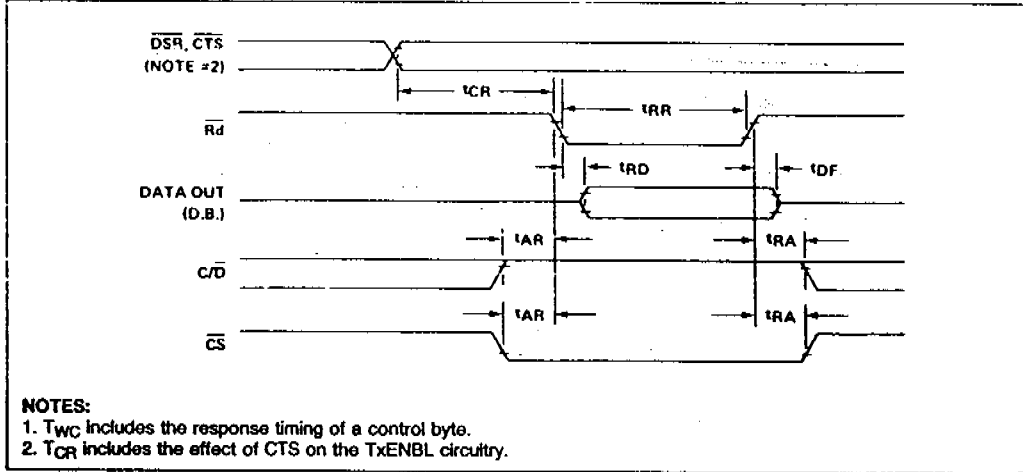 DSR, CTS
(NOTE #2)
tCR
tRR
Rd
tRD
tDF
DATA OUT
(D.B.)
tAR
tRA
C/D
tAR
tRA
CS
NOTES:
1. TWC includes the response timing of a control byte.
2. TCR includes the effect of CTS on the TxENBL circuitry.